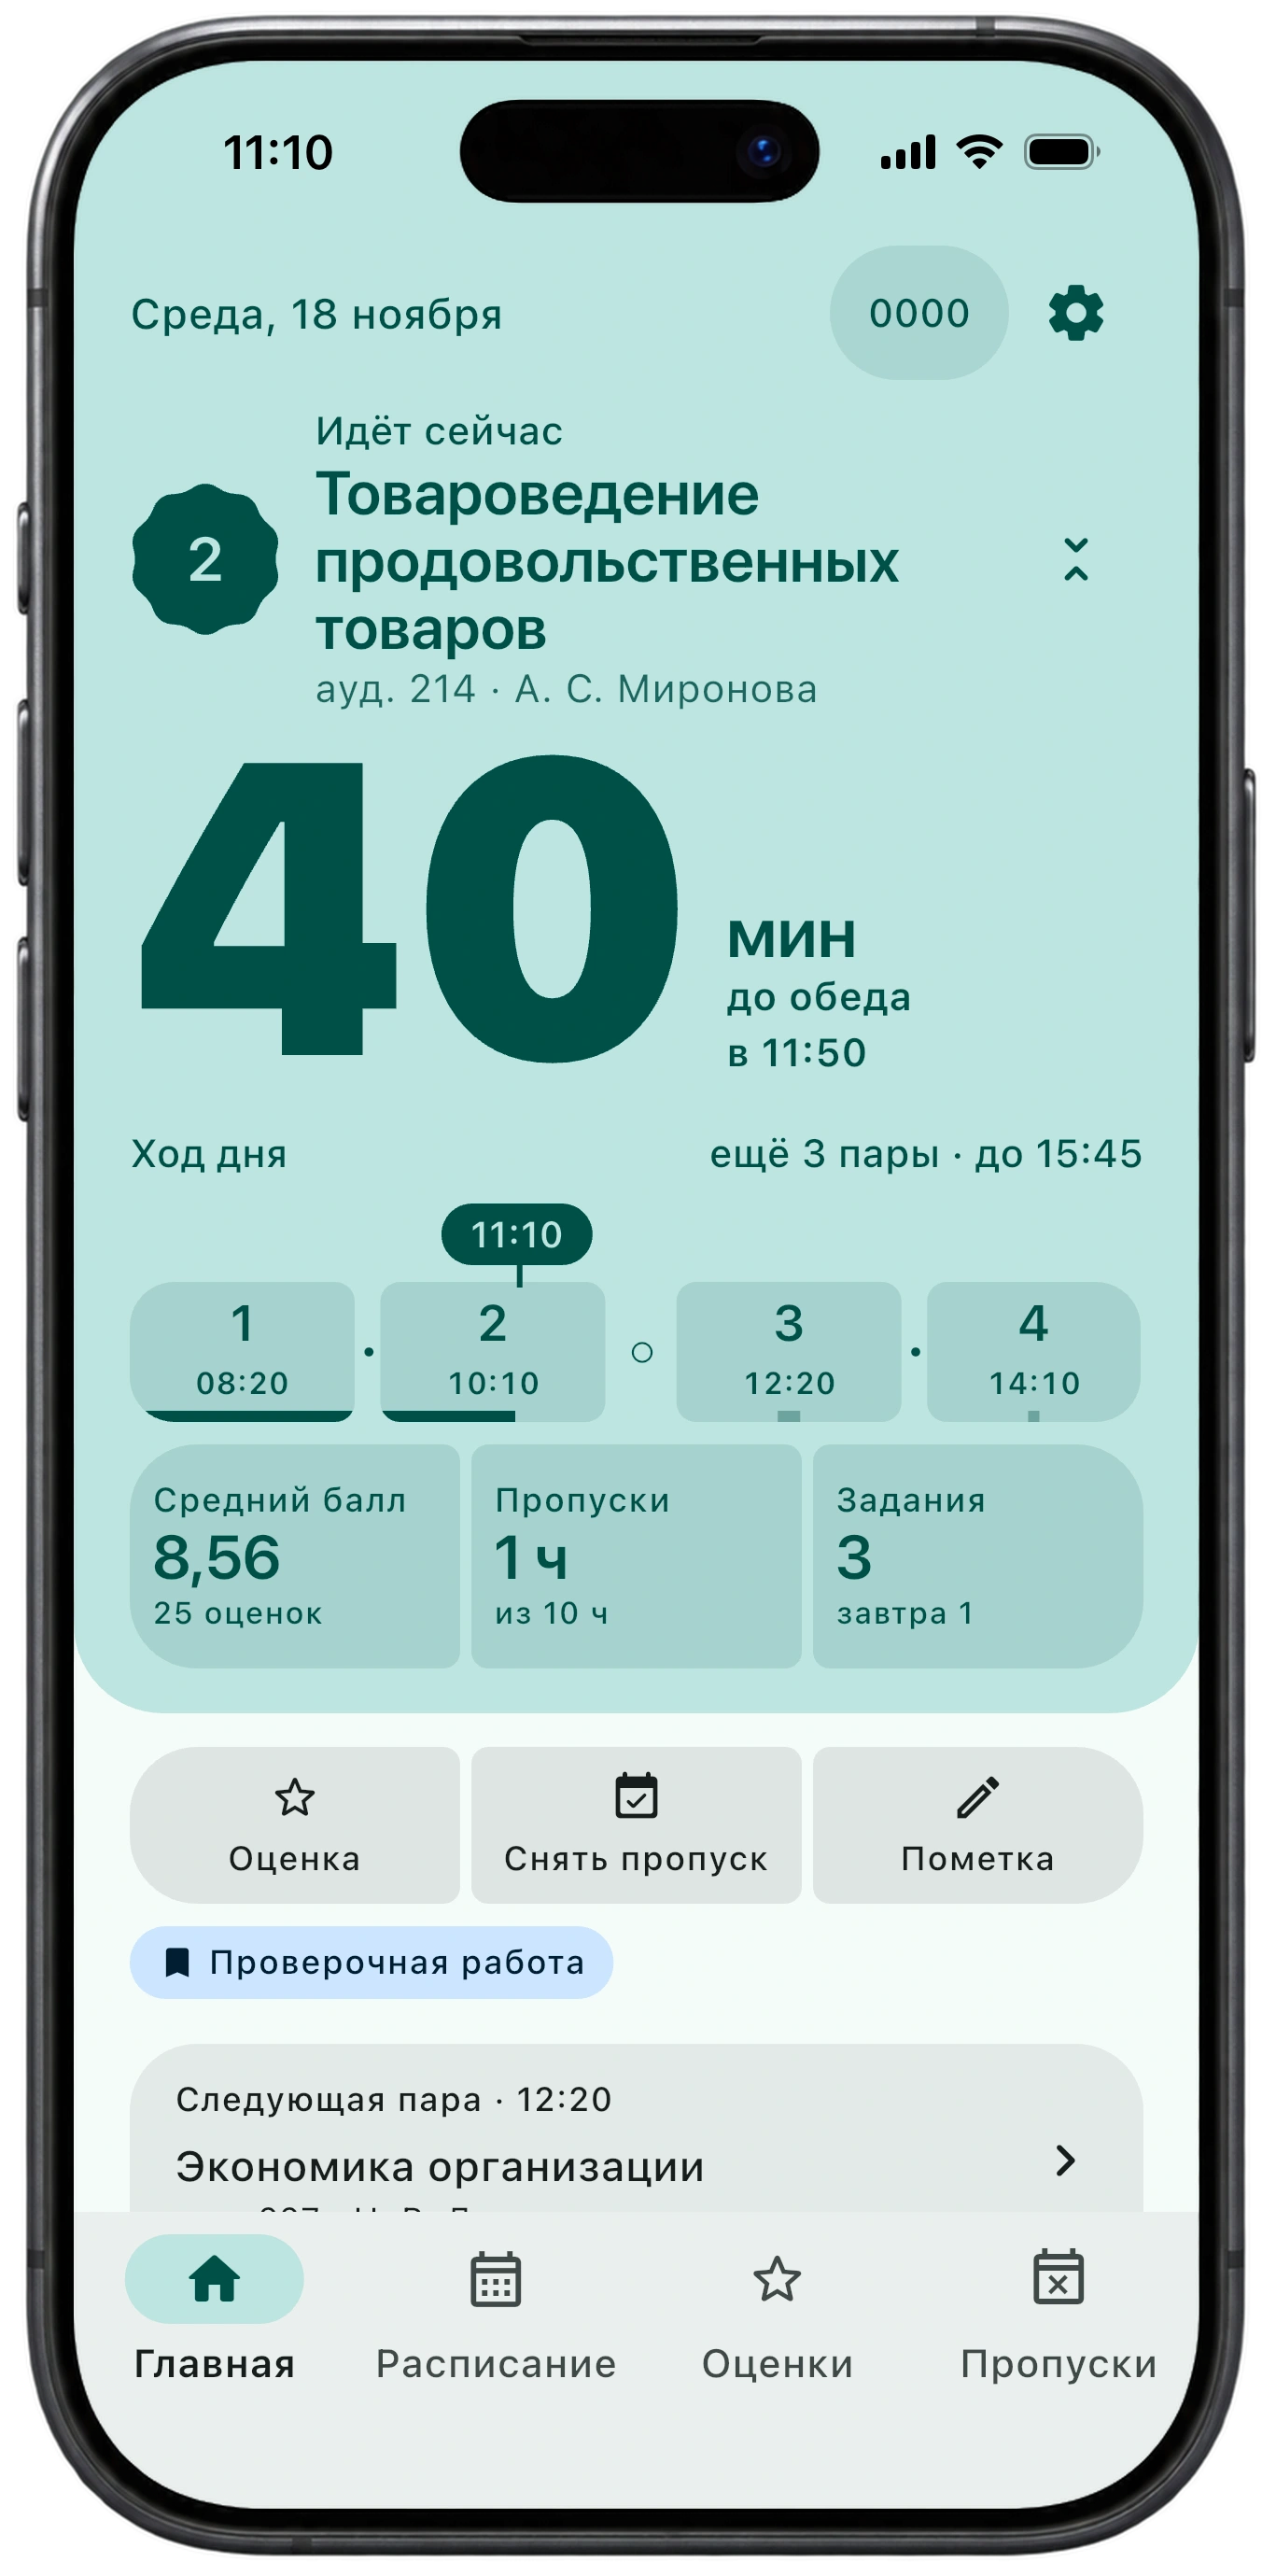 11:10
Среда, 18 ноября
0000
Идёт сейчас
2
Товароведение
продовольственных
товаров
ауд. 214 · А. С. Миронова
40
мин
до обеда
в 11:50
Ход дня
ещё 3 пары · до 15:45
11:10
1
2
3
4
08:20
10:10
12:20
14:10
Средний балл
Пропуски
Задания
8,56
1 ч
3
25 оценок
из 10 ч
завтра 1
Оценка
Снять пропуск
Пометка
Проверочная работа
Следующая пара · 12:20
Экономика организации
Главная
Расписание
Оценки
Пропуски